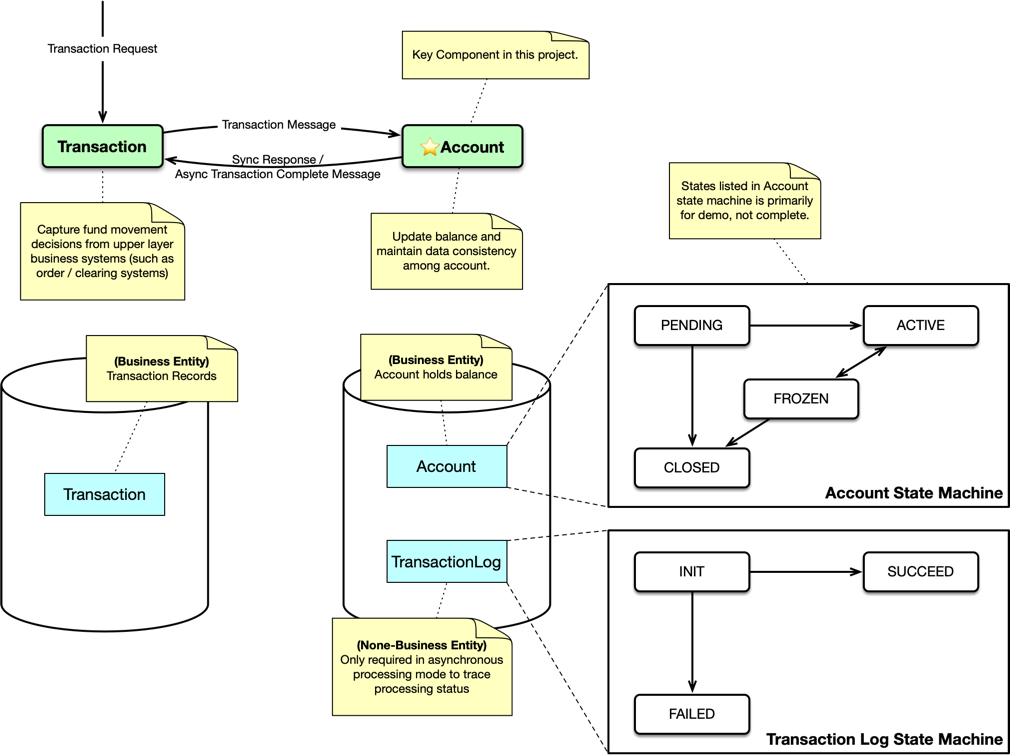 Transaction Request
Key Component in this project.
Transaction
Transaction Message
⭐Account
Sync Response /
Async Transaction Complete Message
States listed in Account
state machine is primarily
for demo, not complete.
Capture fund movement
decisions from upper layer
business systems (such as
order / clearing systems)
Update balance and
maintain data consistency
among account.
(Business Entity)
Transaction Records
(Business Entity)
Account holds balance
Transaction
Account
TransactionLog
(None-Business Entity)
Only required in asynchronous
processing mode to trace
processing status
PENDING
ACTIVE
FROZEN
CLOSED
Account State Machine
INIT
SUCCEED
FAILED
Transaction Log State Machine